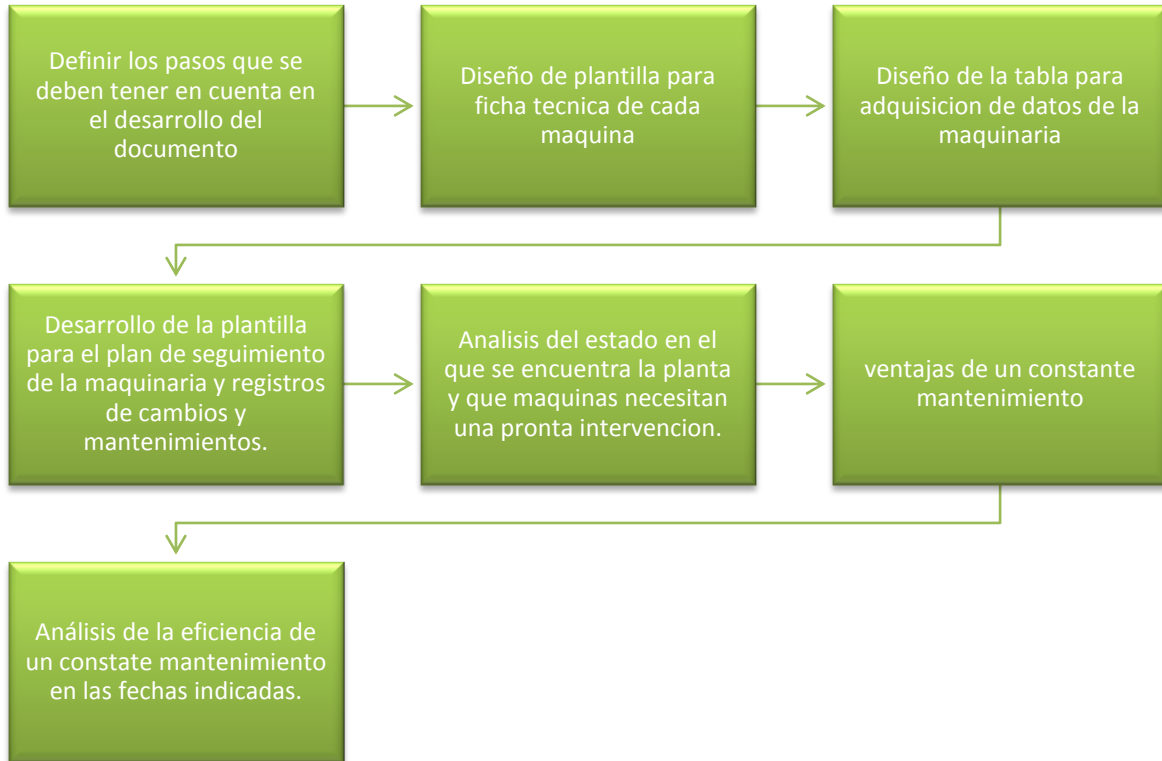 Definir los pasos que se
deben tener en cuenta en
el desarrollo del
documento
Diseño de plantilla para
ficha tecnica de cada
maquina
Diseño de la tabla para
adquisicion de datos de la
maquinaria
Desarrollo de la plantilla
para el plan de seguimiento
de la maquinaria y registros
de cambios y
mantenimientos.
Analisis del estado en el
que se encuentra la planta
y que maquinas necesitan
una pronta intervencion.
ventajas de un constante
mantenimiento
Análisis de la eficiencia de
un constate mantenimiento
en las fechas indicadas.